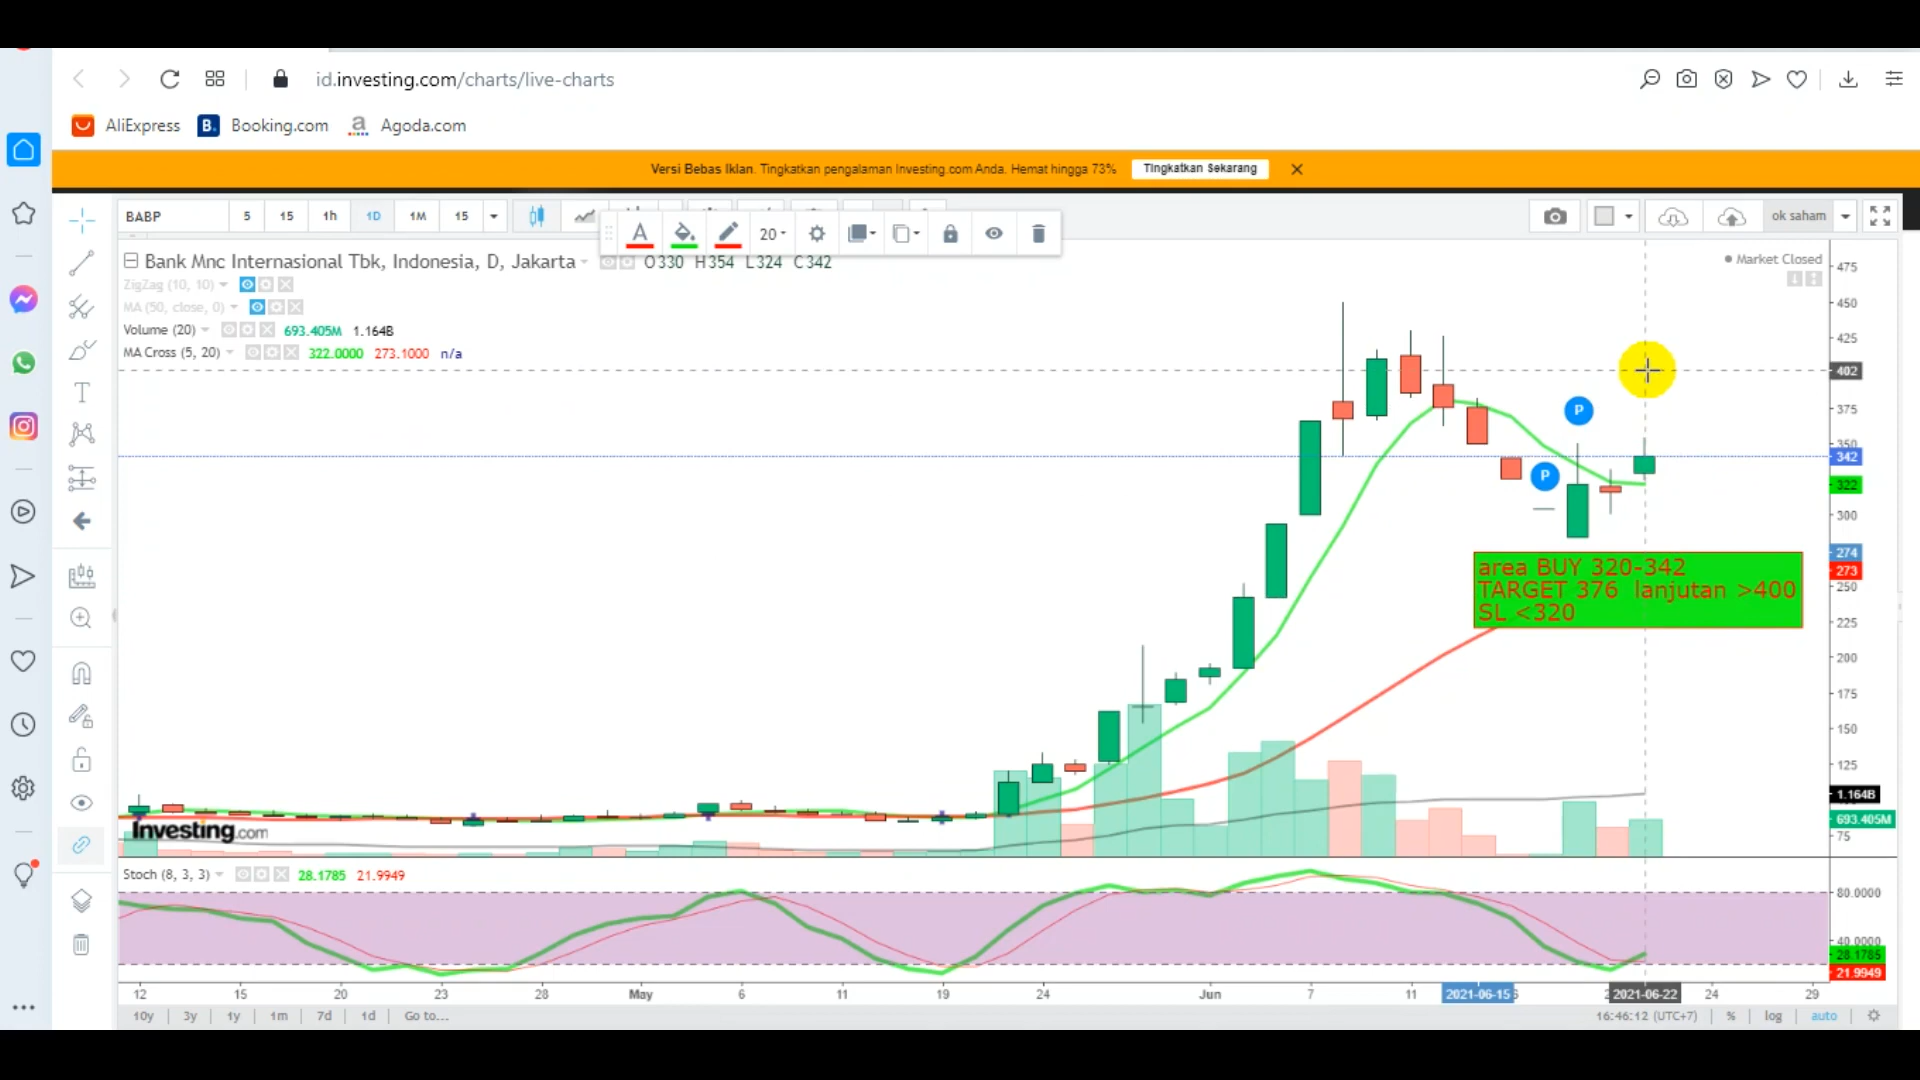 id.investing.com/charts/live-charts
AliExpress B. Booking.com a Agoda.com
Versi Bebas Iklan. Tingkatkan pengalaman Investing.com Anda. Hemat hingga 73% Tingkatkan Sekarang
BABP 5 15 1h 1D 1M 15 ok saham
A 20
Bank Mnc Internasional Tbk, Indonesia, D, Jakarta O330 H354 L324 C342
Market Closed
ZigZag (10, 10)
MA (50, close, 0)
Volume (20) 693.405M 1.164B
MA Cross (5, 20) 322.0000 273.1000 n/a
475
450
425
402
375
350
342
322
300
274
273
250
225
200
175
150
125
1.164B
693.405M
75
P
P
area BUY 320-342
TARGET 376 lanjutan >400
SL <320
Investing.com
Stoch (8, 3, 3) 28.1785 21.9949
80.0000
40.0000
28.1785
21.9949
12 15 20 23 28 May 6 11 19 24 Jun 7 11 2021-06-15 2021-06-22 24 29
10y 3y 1y 1m 7d 1d Go to... 16:46:12 (UTC+7) % log auto